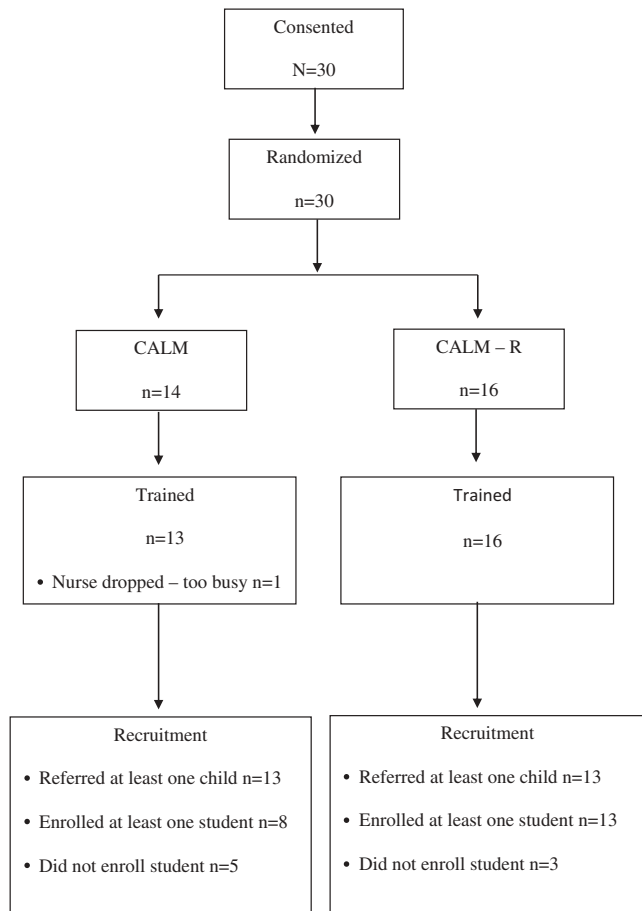 Consented
N=30
Randomized
n=30
CALM
n=14
CALM – R
n=16
Trained
n=13
• Nurse dropped – too busy n=1
Trained
n=16
Recruitment
• Referred at least one child n=13
• Enrolled at least one student n=8
• Did not enroll student n=5
Recruitment
• Referred at least one child n=13
• Enrolled at least one student n=13
• Did not enroll student n=3